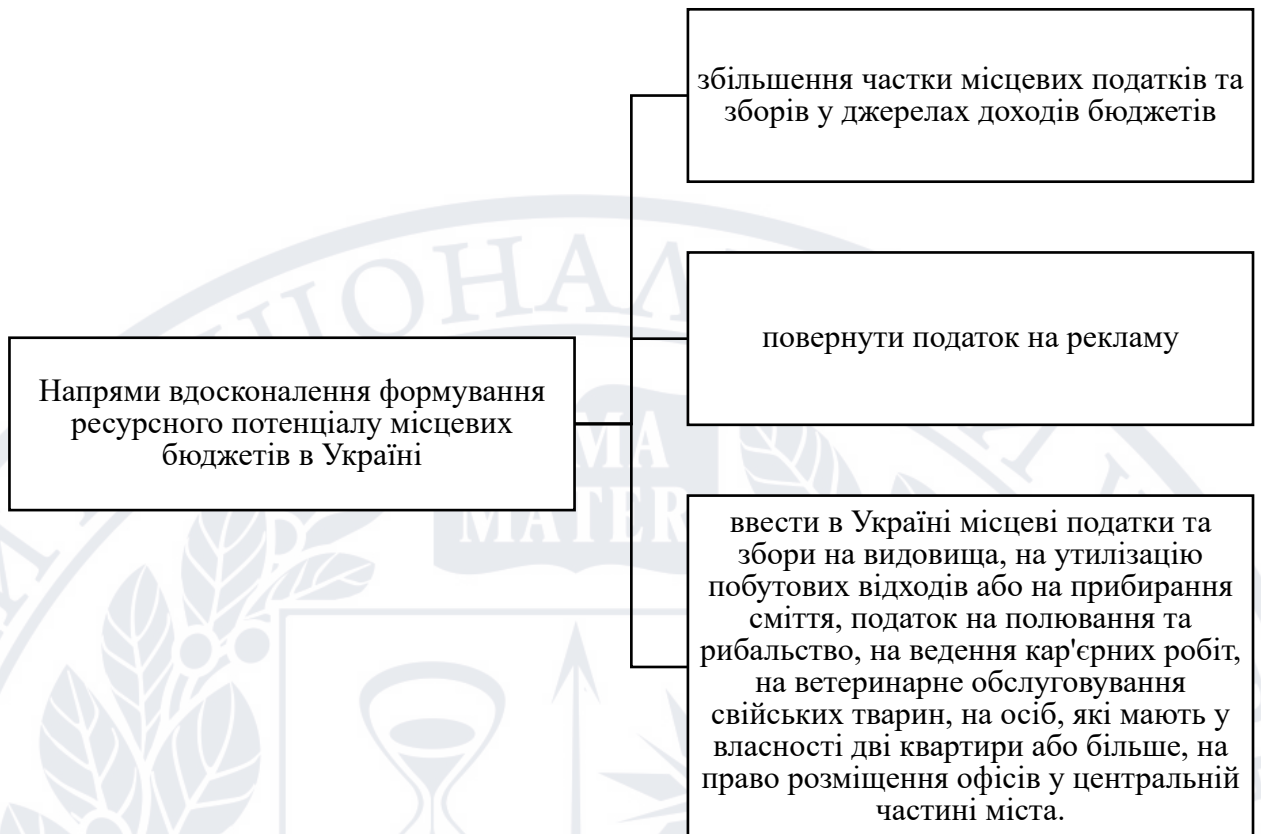 збільшення частки місцевих податків та
зборів у джерелах доходів бюджетів
повернути податок на рекламу
Напрями вдосконалення формування
ресурсного потенціалу місцевих
бюджетів в Україні
ввести в Україні місцеві податки та
збори на видовища, на утилізацію
побутових відходів або на прибирання
сміття, податок на полювання та
рибальство, на ведення кар'єрних робіт,
на ветеринарне обслуговування
свійських тварин, на осіб, які мають у
власності дві квартири або більше, на
право розміщення офісів у центральній
частині міста.